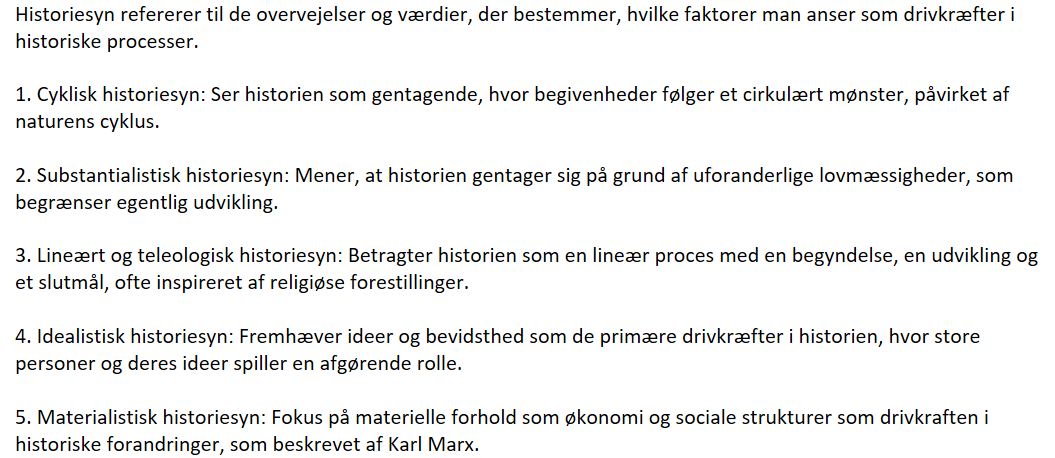 Historiesyn refererer til de overvejelser og værdier, der bestemmer, hvilke faktorer man anser som drivkræfter i
historiske processer.
1. Cyklisk historiesyn: Ser historien som gentagende, hvor begivenheder følger et cirkulært mønster, påvirket af
naturens cyklus.
2. Substantialistisk historiesyn: Mener, at historien gentager sig på grund af uforanderlige lovmæssigheder, som
begrænser egentlig udvikling.
3. Lineært og teleologisk historiesyn: Betragter historien som en lineær proces med en begyndelse, en udvikling og
et slutmål, ofte inspireret af religiøse forestillinger.
4. Idealistisk historiesyn: Fremhæver ideer og bevidsthed som de primære drivkræfter i historien, hvor store
personer og deres ideer spiller en afgørende rolle.
5. Materialistisk historiesyn: Fokus på materielle forhold som økonomi og sociale strukturer som drivkraften i
historiske forandringer, som beskrevet af Karl Marx.